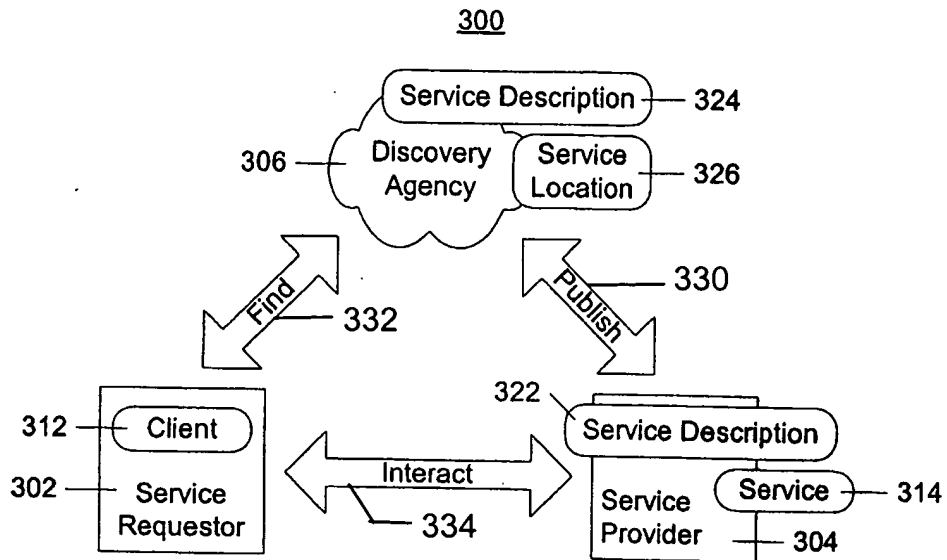 300
Service Description
324
306
Discovery
Agency
Service
Location
326
Find
332
Publish
330
312
Client
302
Service
Requestor
Interact
334
322
Service Description
Service
314
Service
Provider
304